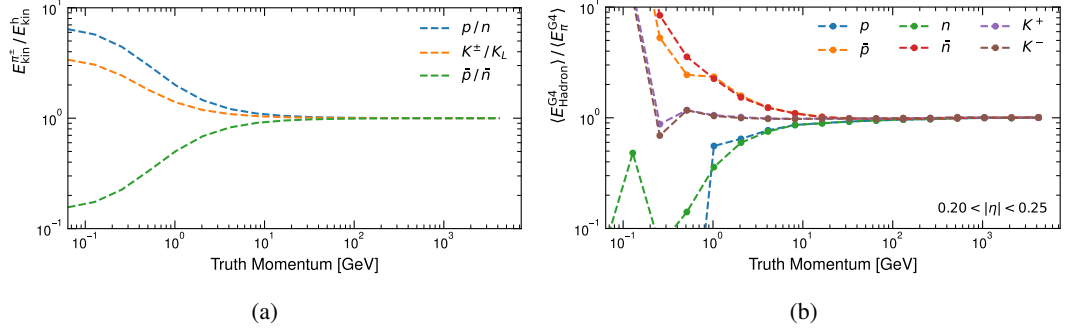 E_kin^π± / E_kin^h
10^1
10^0
10^−1
p / n
K^± / K_L
p̄ / n̄
10^−1 10^0 10^1 10^2 10^3
Truth Momentum [GeV]
(a)
⟨E_Hadron^G4⟩ / ⟨E_π^G4⟩
10^1
10^0
10^−1
p n K^+
p̄ n̄ K^−
0.20 < |η| < 0.25
10^−1 10^0 10^1 10^2 10^3
Truth Momentum [GeV]
(b)